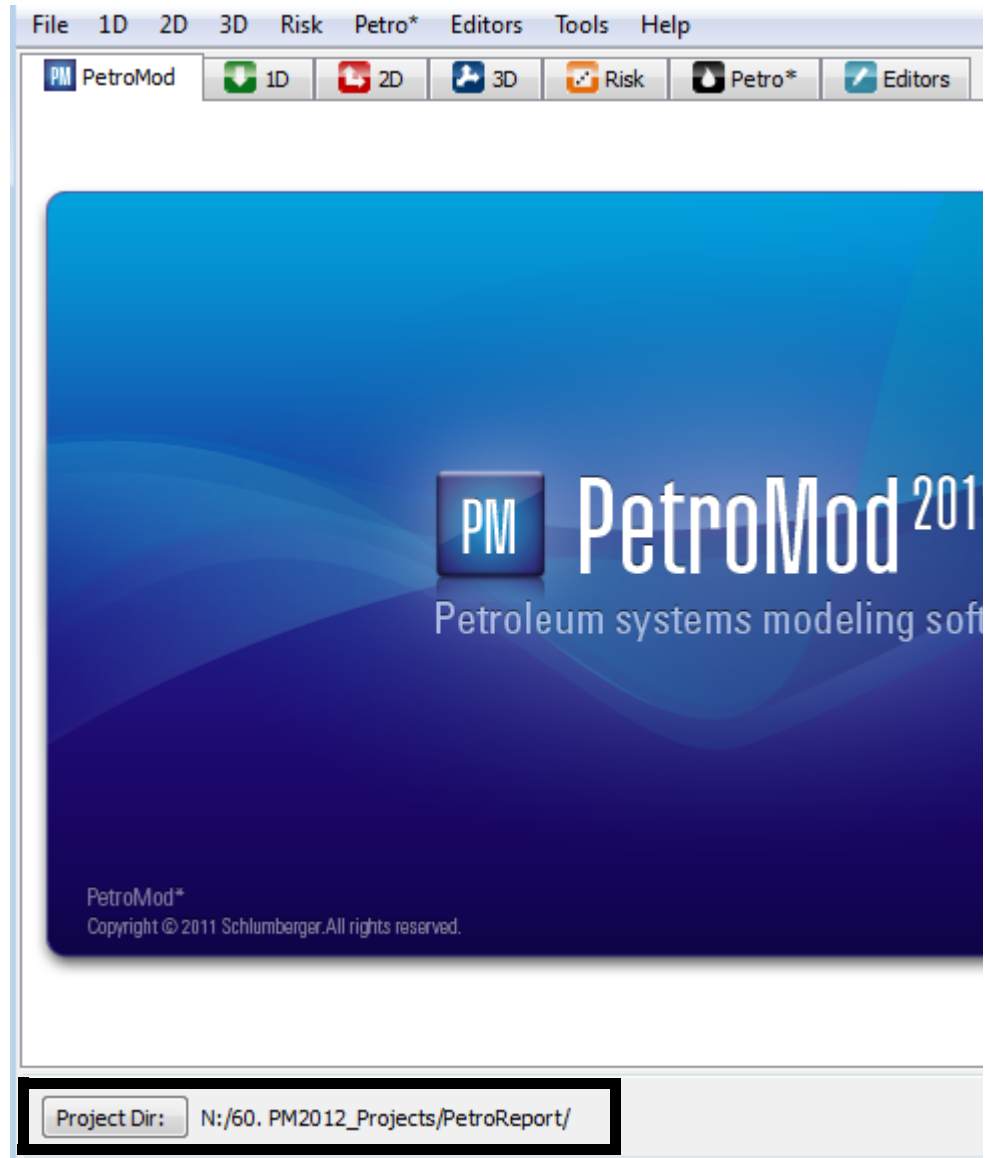 File 1D 2D 3D Risk Petro* Editors Tools Help
PM PetroMod 1D 2D 3D Risk Petro* Editors
PM PetroMod 201
Petroleum systems modeling soft
PetroMod*
Copyright © 2011 Schlumberger.All rights reserved.
Project Dir: N:/60. PM2012_Projects/PetroReport/